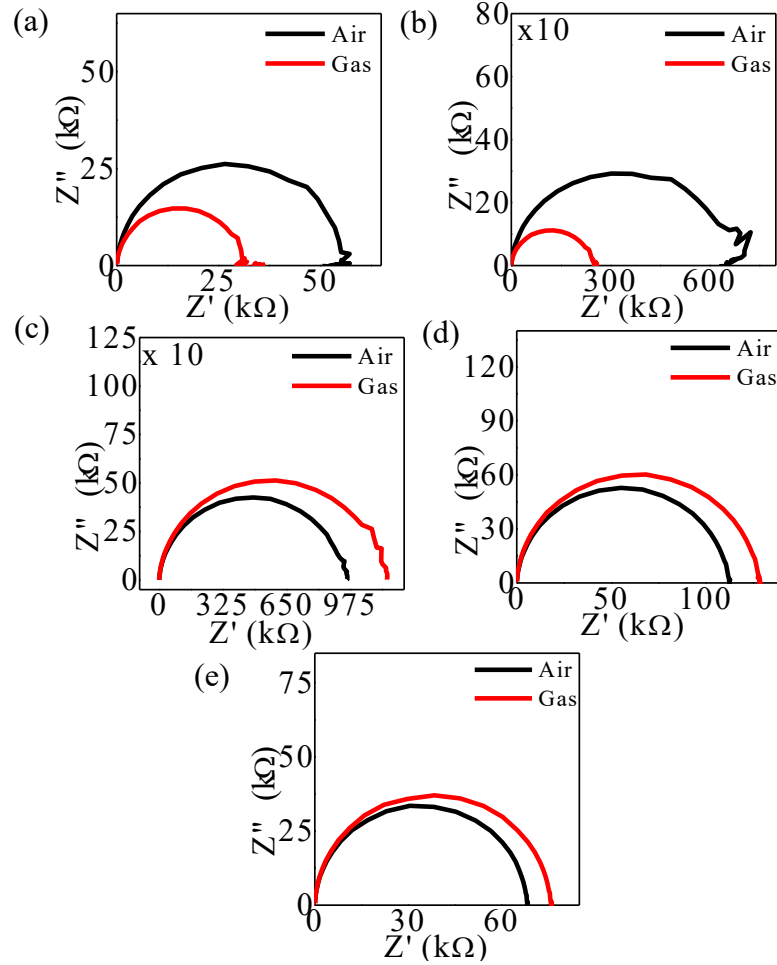 (a)
Air
Gas
50
25
0
Z'' (kΩ)
0 25 50
Z' (kΩ)
(b)
x10
Air
Gas
80
60
40
20
0
Z'' (kΩ)
0 300 600
Z' (kΩ)
(c)
x 10
Air
Gas
125
100
75
50
25
0
Z'' (kΩ)
0 325 650 975
Z' (kΩ)
(d)
Air
Gas
120
90
60
30
0
Z'' (kΩ)
0 50 100
Z' (kΩ)
(e)
Air
Gas
75
50
25
0
Z'' (kΩ)
0 30 60
Z' (kΩ)